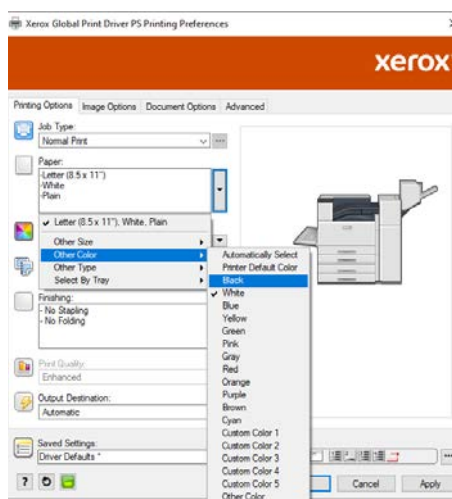 Xerox Global Print Driver PS Printing Preferences
xerox
Printing Options
Image Options
Document Options
Advanced
Job Type:
Normal Print
Paper:
-Letter (8.5 x 11")
-White
-Plain
Letter (8.5 x 11"), White, Plain
Other Size
Other Color
Other Type
Select By Tray
Automatically Select
Printer Default Color
Black
White
Blue
Yellow
Green
Pink
Gray
Red
Orange
Purple
Brown
Cyan
Custom Color 1
Custom Color 2
Custom Color 3
Custom Color 4
Custom Color 5
Other Color
Finishing:
- No Stapling
- No Folding
Print Quality:
Enhanced
Output Destination:
Automatic
Saved Settings:
Driver Defaults *
?
Cancel
Apply